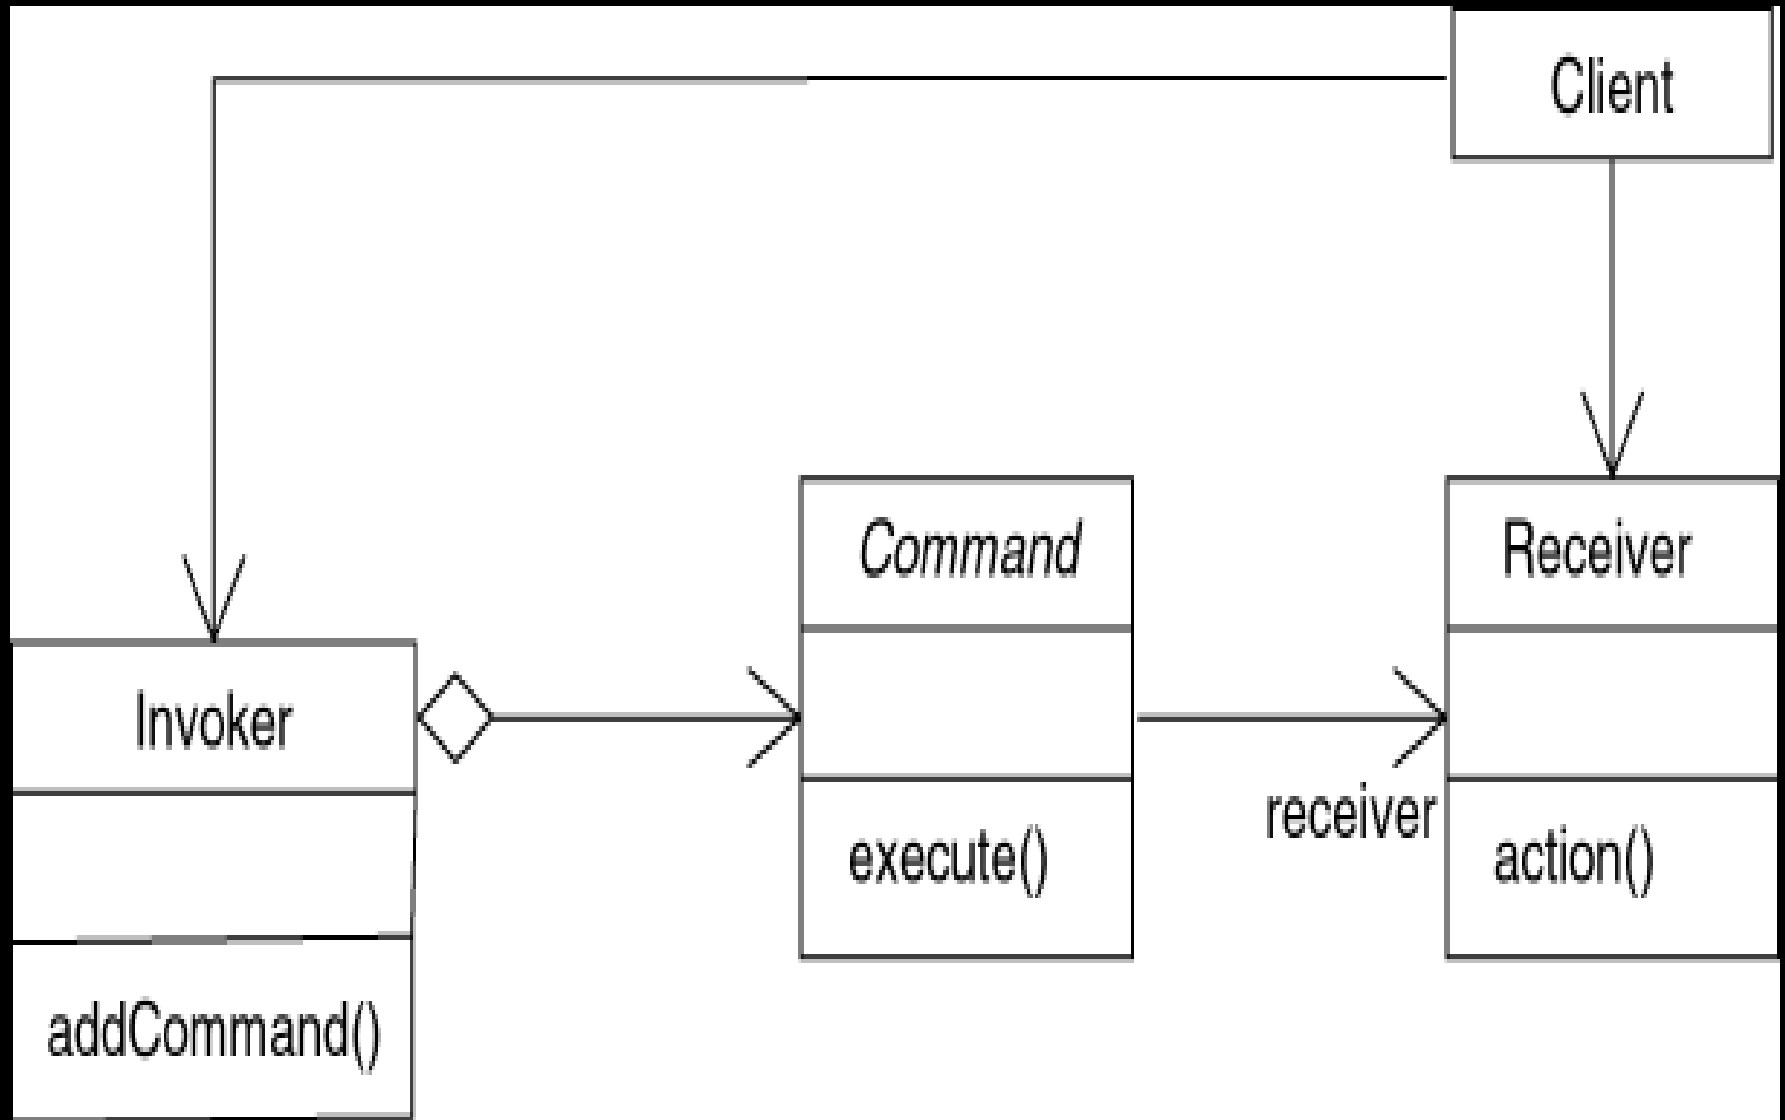 Client
Command
Receiver
Invoker
receiver
execute()
action()
addCommand()